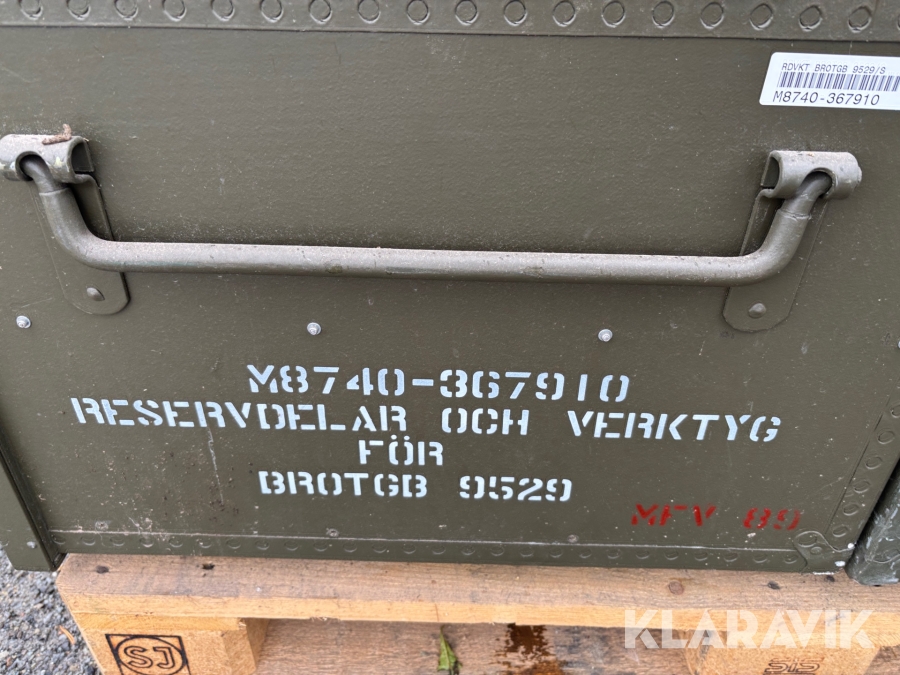 RDVKT BROTGB 9529/S
M8740-367910
M8740-367910
RESERVDELAR OCH VERKTYG
FÖR
BROTGB 9529
MFV 89
SJ
KLARAVIK